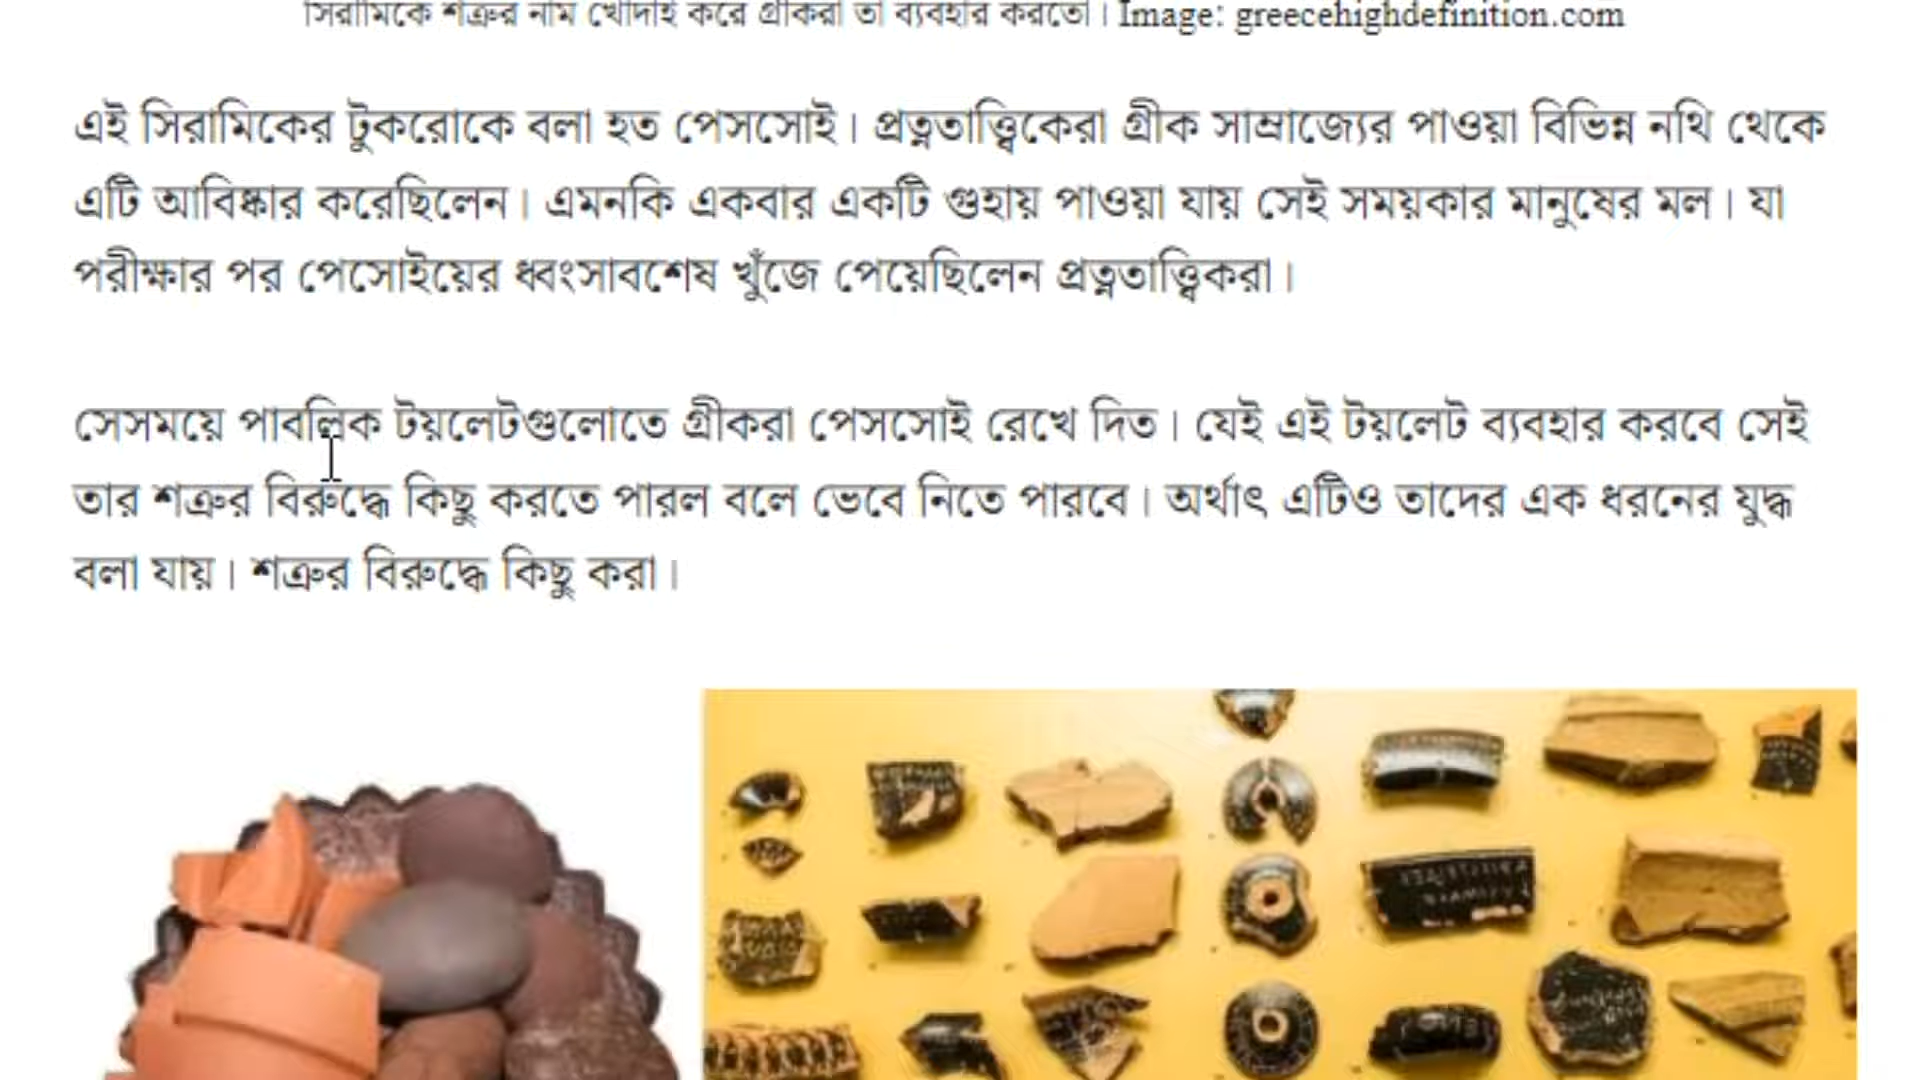 সিরামিকে শত্রুর নাম খোদাই করে গ্রীকরা তা ব্যবহার করতো। Image: greecehighdefinition.com
এই সিরামিকের টুকরোকে বলা হত পেসসোই। প্রত্নতাত্ত্বিকেরা গ্রীক সাম্রাজ্যের পাওয়া বিভিন্ন নথি থেকে
এটি আবিষ্কার করেছিলেন। এমনকি একবার একটি গুহায় পাওয়া যায় সেই সময়কার মানুষের মল। যা
পরীক্ষার পর পেসোইয়ের ধ্বংসাবশেষ খুঁজে পেয়েছিলেন প্রত্নতাত্ত্বিকরা।
সেসময়ে পাবলিক টয়লেটগুলোতে গ্রীকরা পেসসোই রেখে দিত। যেই এই টয়লেট ব্যবহার করবে সেই
তার শত্রুর বিরুদ্ধে কিছু করতে পারল বলে ভেবে নিতে পারবে। অর্থাৎ এটিও তাদের এক ধরনের যুদ্ধ
বলা যায়। শত্রুর বিরুদ্ধে কিছু করা।